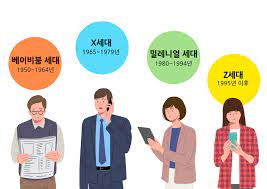 베이비붐 세대
1950~1964년
X세대
1965~1979년
밀레니얼 세대
1980~1994년
Z세대
1995년 이후